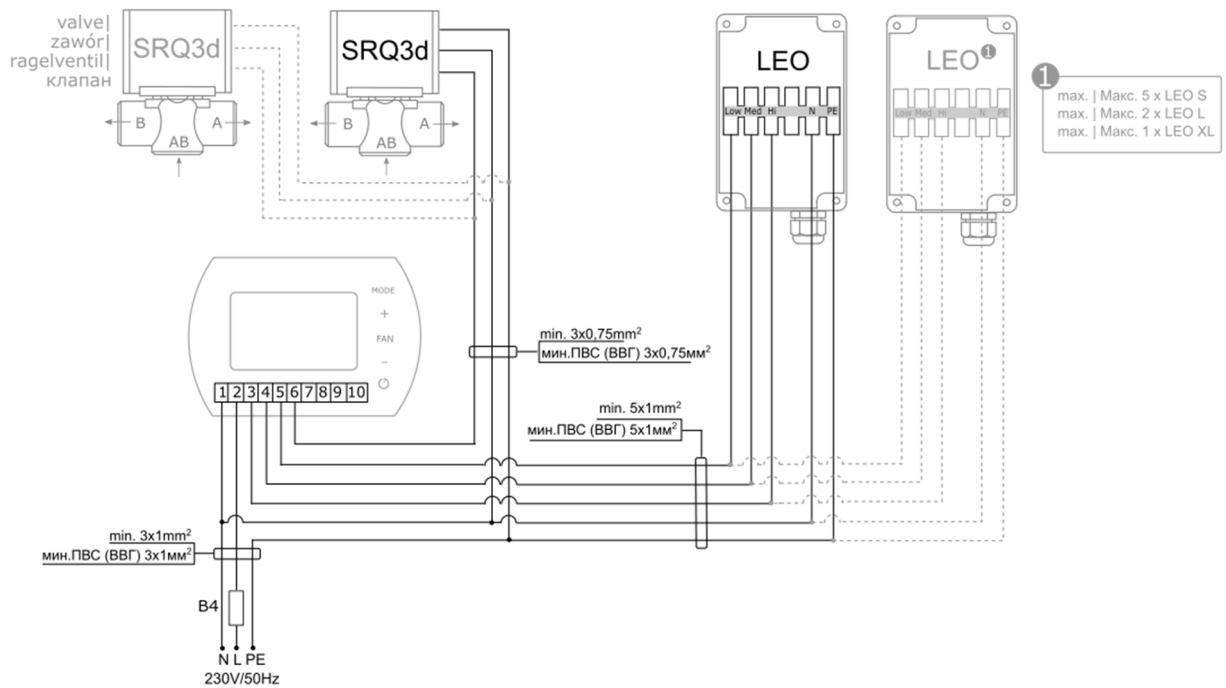 valve|
zawór|
ragelventil|
клапан
SRQ3d
SRQ3d
B
A
AB
B
A
AB
LEO
Low Med Hi N PE
LEO❶
Low Med Hi N PE
1
max. | Макс. 5 x LEO S
max. | Макс. 2 x LEO L
max. | Макс. 1 x LEO XL
MODE
+
FAN
−
1 2 3 4 5 6 7 8 9 10
min. 3x0,75mm²
мин.ПВС (ВВГ) 3x0,75мм²
min. 5x1mm²
мин.ПВС (ВВГ) 5x1мм²
min. 3x1mm²
мин.ПВС (ВВГ) 3x1мм²
B4
N L PE
230V/50Hz